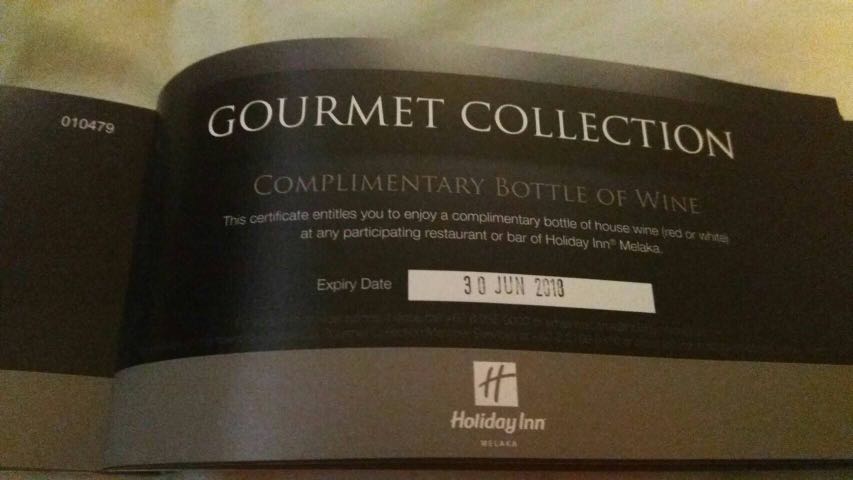 010479
GOURMET COLLECTION
COMPLIMENTARY BOTTLE OF WINE
This certificate entitles you to enjoy a complimentary bottle of house wine (red or white)
at any participating restaurant or bar of Holiday Inn® Melaka.
Expiry Date 30 JUN 2018
H
Holiday Inn
MELAKA